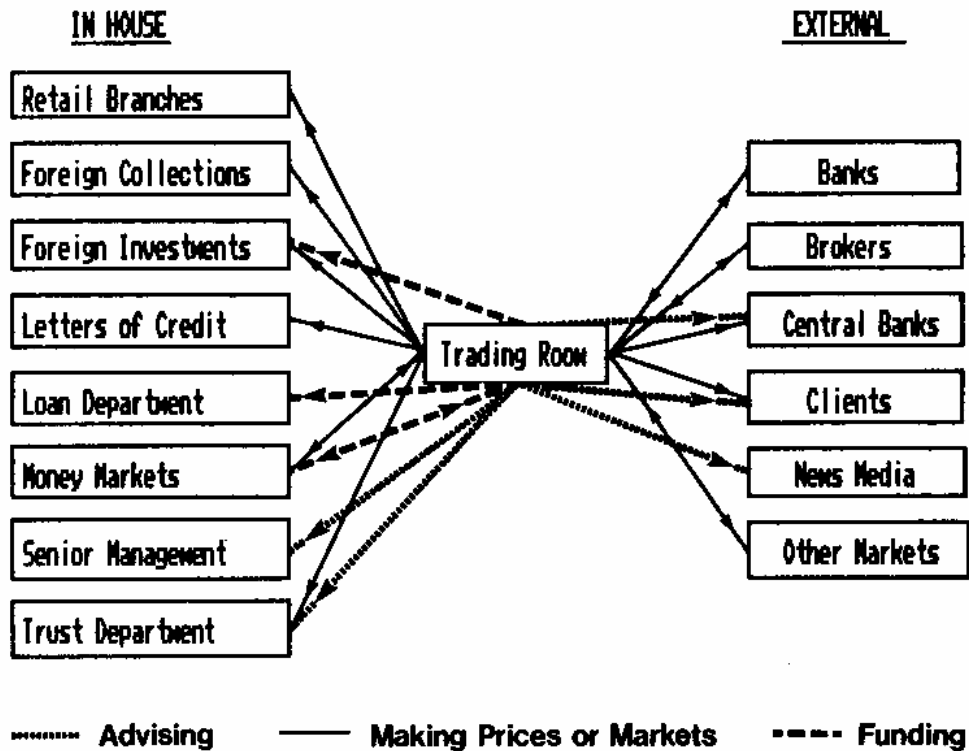 IN HOUSE
EXTERNAL
Retail Branches
Foreign Collections
Foreign Investments
Letters of Credit
Loan Department
Money Markets
Senior Management
Trust Department
Trading Room
Banks
Brokers
Central Banks
Clients
News Media
Other Markets
Advising
Making Prices or Markets
Funding